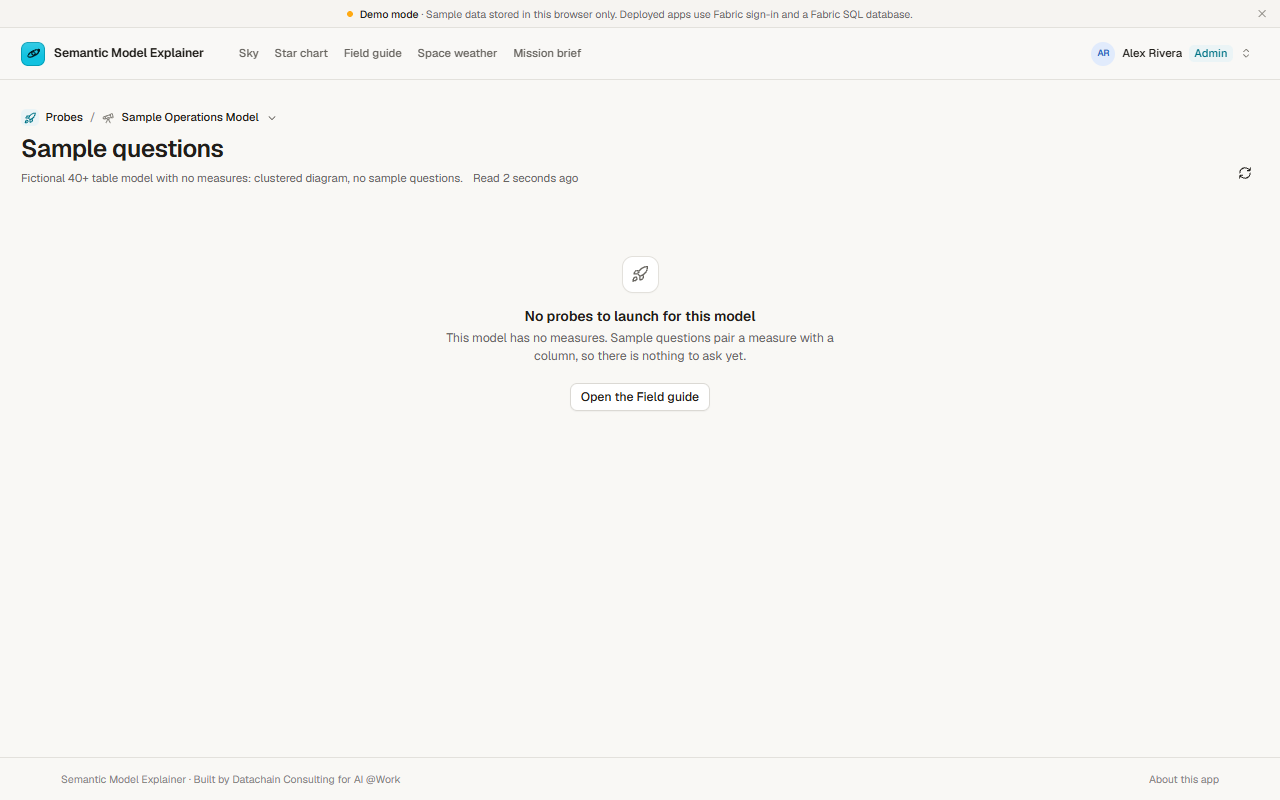 Demo mode · Sample data stored in this browser only. Deployed apps use Fabric sign-in and a Fabric SQL database.
Semantic Model Explainer Sky Star chart Field guide Space weather Mission brief AR Alex Rivera Admin
Probes / Sample Operations Model
Sample questions
Fictional 40+ table model with no measures: clustered diagram, no sample questions. Read 2 seconds ago
No probes to launch for this model
This model has no measures. Sample questions pair a measure with a
column, so there is nothing to ask yet.
Open the Field guide
Semantic Model Explainer · Built by Datachain Consulting for AI @Work About this app